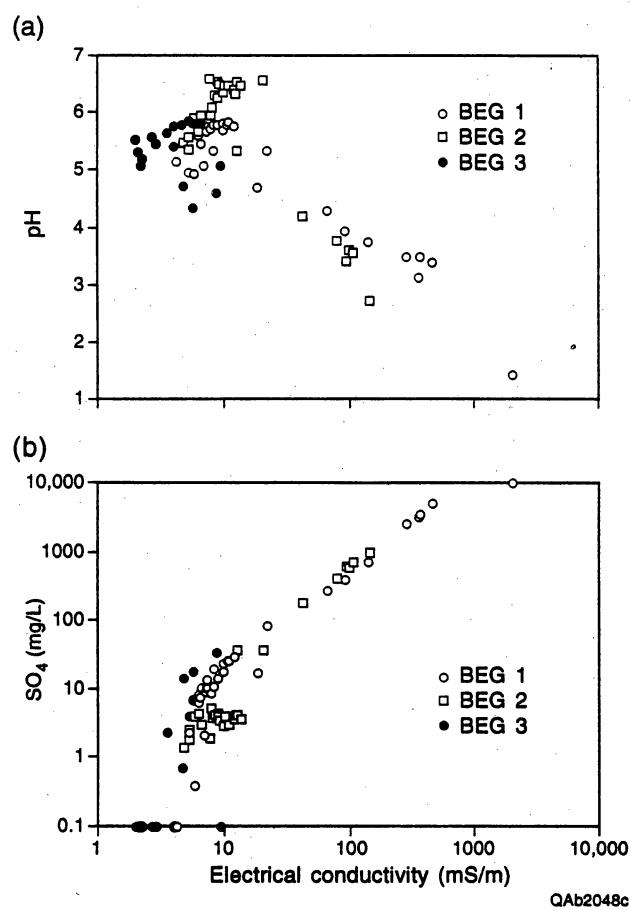 (a)
7
6
5
4
3
2
1
pH
BEG 1
BEG 2
BEG 3
(b)
10,000
1000
100
10
1
0.1
SO4 (mg/L)
BEG 1
BEG 2
BEG 3
1
10
100
1000
10,000
Electrical conductivity (mS/m)
QAb2048c